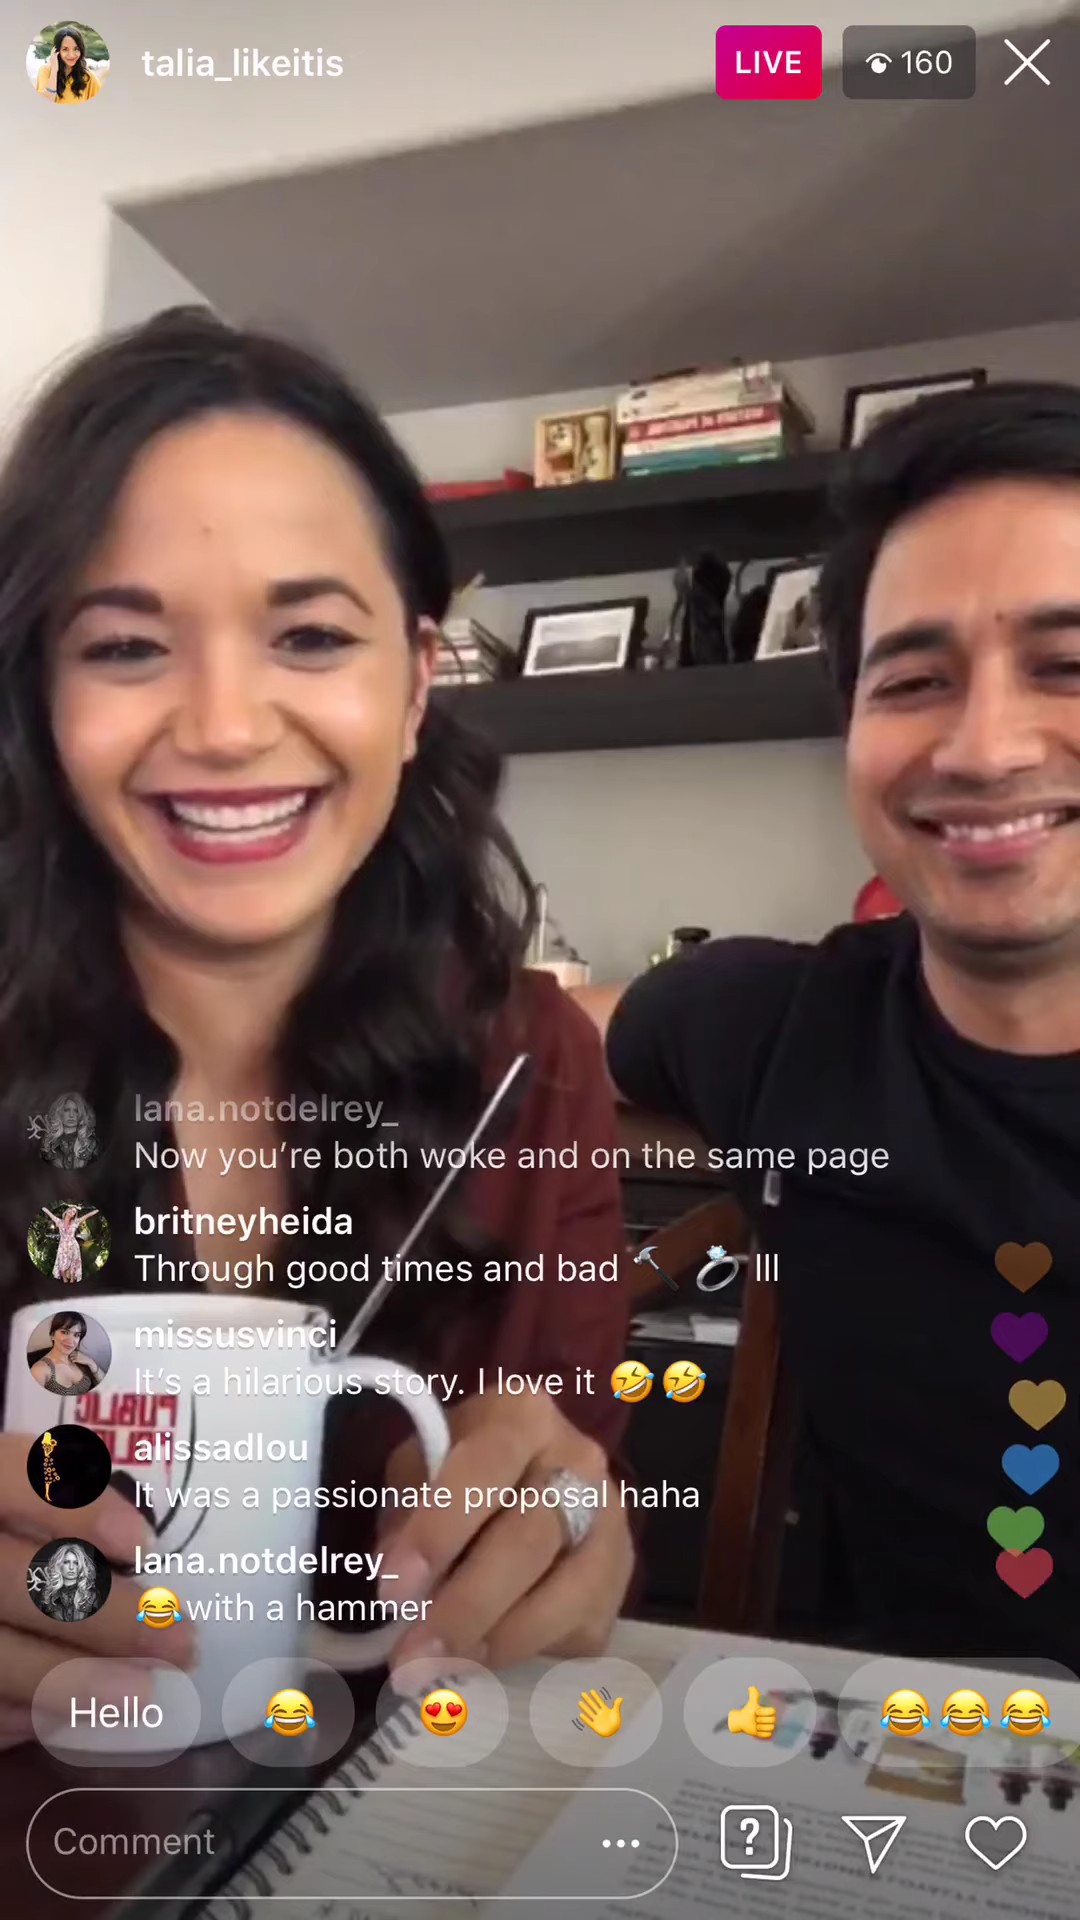 talia_likeitis
LIVE
160
lana.notdelrey_
Now you’re both woke and on the same page
britneyheida
Through good times and bad 🔨 💍 lll
missusvinci
It’s a hilarious story. I love it 🤣🤣
alissadlou
It was a passionate proposal haha
lana.notdelrey_
😂with a hammer
PUBLIC
Hello
😂
😍
👋
👍
😂😂😂
Comment